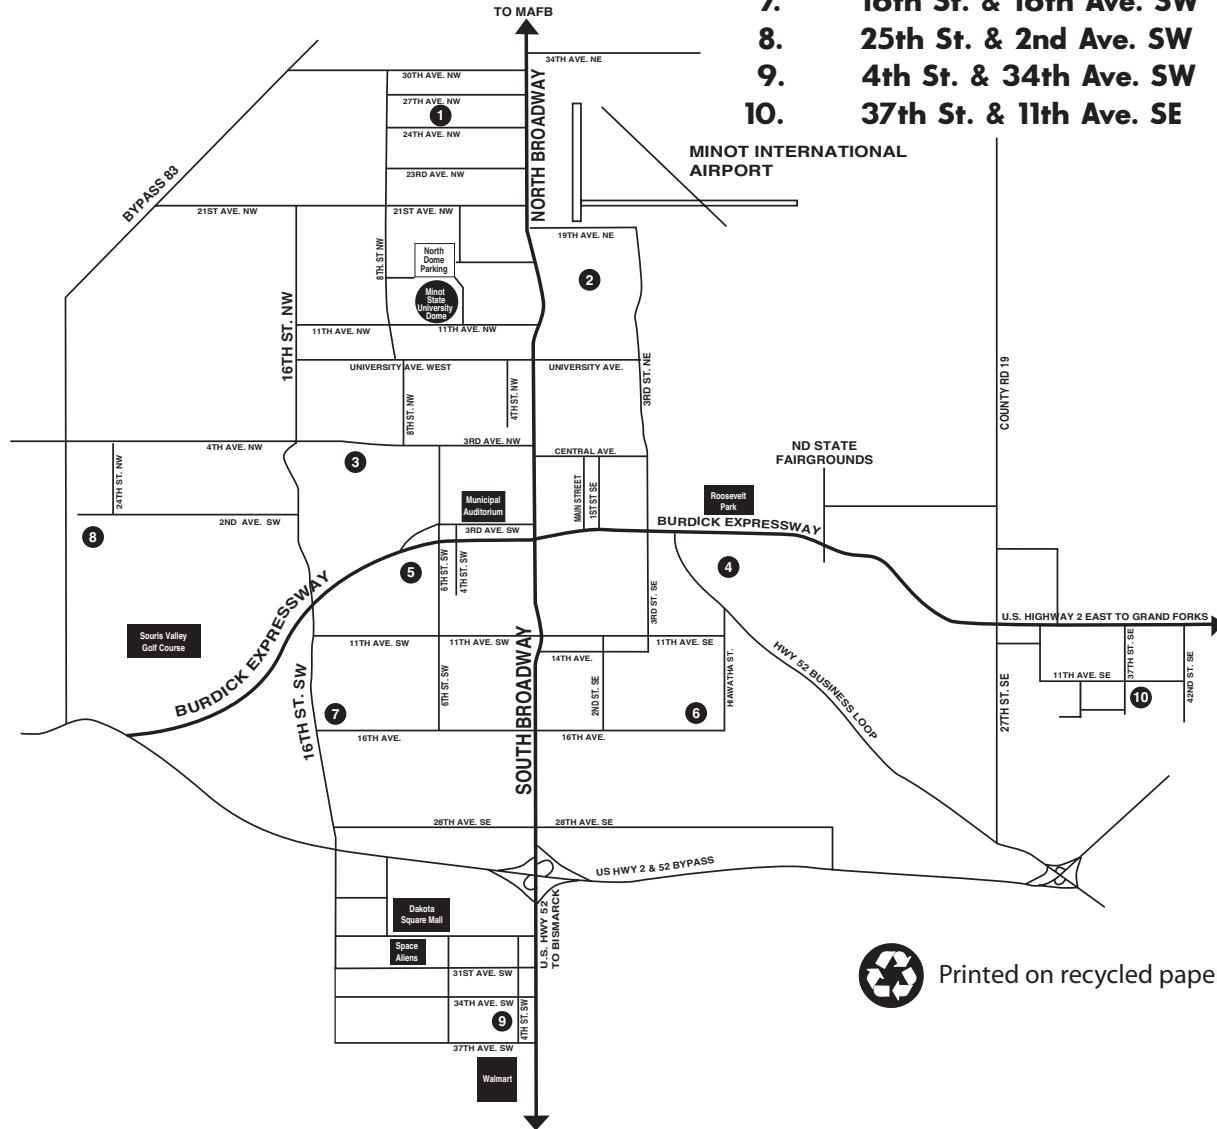 TO MAFB
7. 16th St. & 16th Ave. SW
8. 25th St. & 2nd Ave. SW
9. 4th St. & 34th Ave. SW
10. 37th St. & 11th Ave. SE
34TH AVE. NE
30TH AVE. NW
27TH AVE. NW
1
24TH AVE. NW
NORTH BROADWAY
MINOT INTERNATIONAL
AIRPORT
23RD AVE. NW
BYPASS 83
21ST AVE. NW
21ST AVE. NW
19TH AVE. NE
8TH. ST NW
North
Dome
Parking
2
Minot
State
University
Dome
16TH ST. NW
11TH AVE. NW
11TH AVE. NW
UNIVERSITY AVE. WEST
UNIVERSITY AVE.
3RD ST. NE
COUNTY RD 19
8TH ST. NW
4TH ST. NW
4TH AVE. NW
3RD AVE. NW
CENTRAL AVE.
ND STATE
FAIRGROUNDS
3
24TH ST. NW
MAIN STREET
1ST ST SE
Municipal
Auditorium
Roosevelt
Park
2ND AVE. SW
3RD AVE. SW
BURDICK EXPRESSWAY
8
5
6TH ST. SW
4TH ST. SW
4
3RD ST. SE
U.S. HIGHWAY 2 EAST TO GRAND FORKS
Souris Valley
Golf Course
BURDICK EXPRESSWAY
11TH AVE. SW
11TH AVE. SW
11TH AVE. SE
14TH AVE.
SOUTH BROADWAY
HWY 52 BUSINESS LOOP
37TH ST. SE
42ND ST. SE
11TH AVE. SE
16TH ST. SW
6TH ST. SW
2ND ST. SE
HIAWATHA ST.
27TH ST. SE
10
7
6
16TH AVE.
16TH AVE.
28TH AVE. SE
28TH AVE. SE
US HWY 2 & 52 BYPASS
Dakota
Square Mall
U.S. HWY 52
TO BISMARCK
Space
Aliens
31ST AVE. SW
Printed on recycled pape
34TH AVE. SW
9
4TH ST. SW
37TH AVE. SW
Walmart